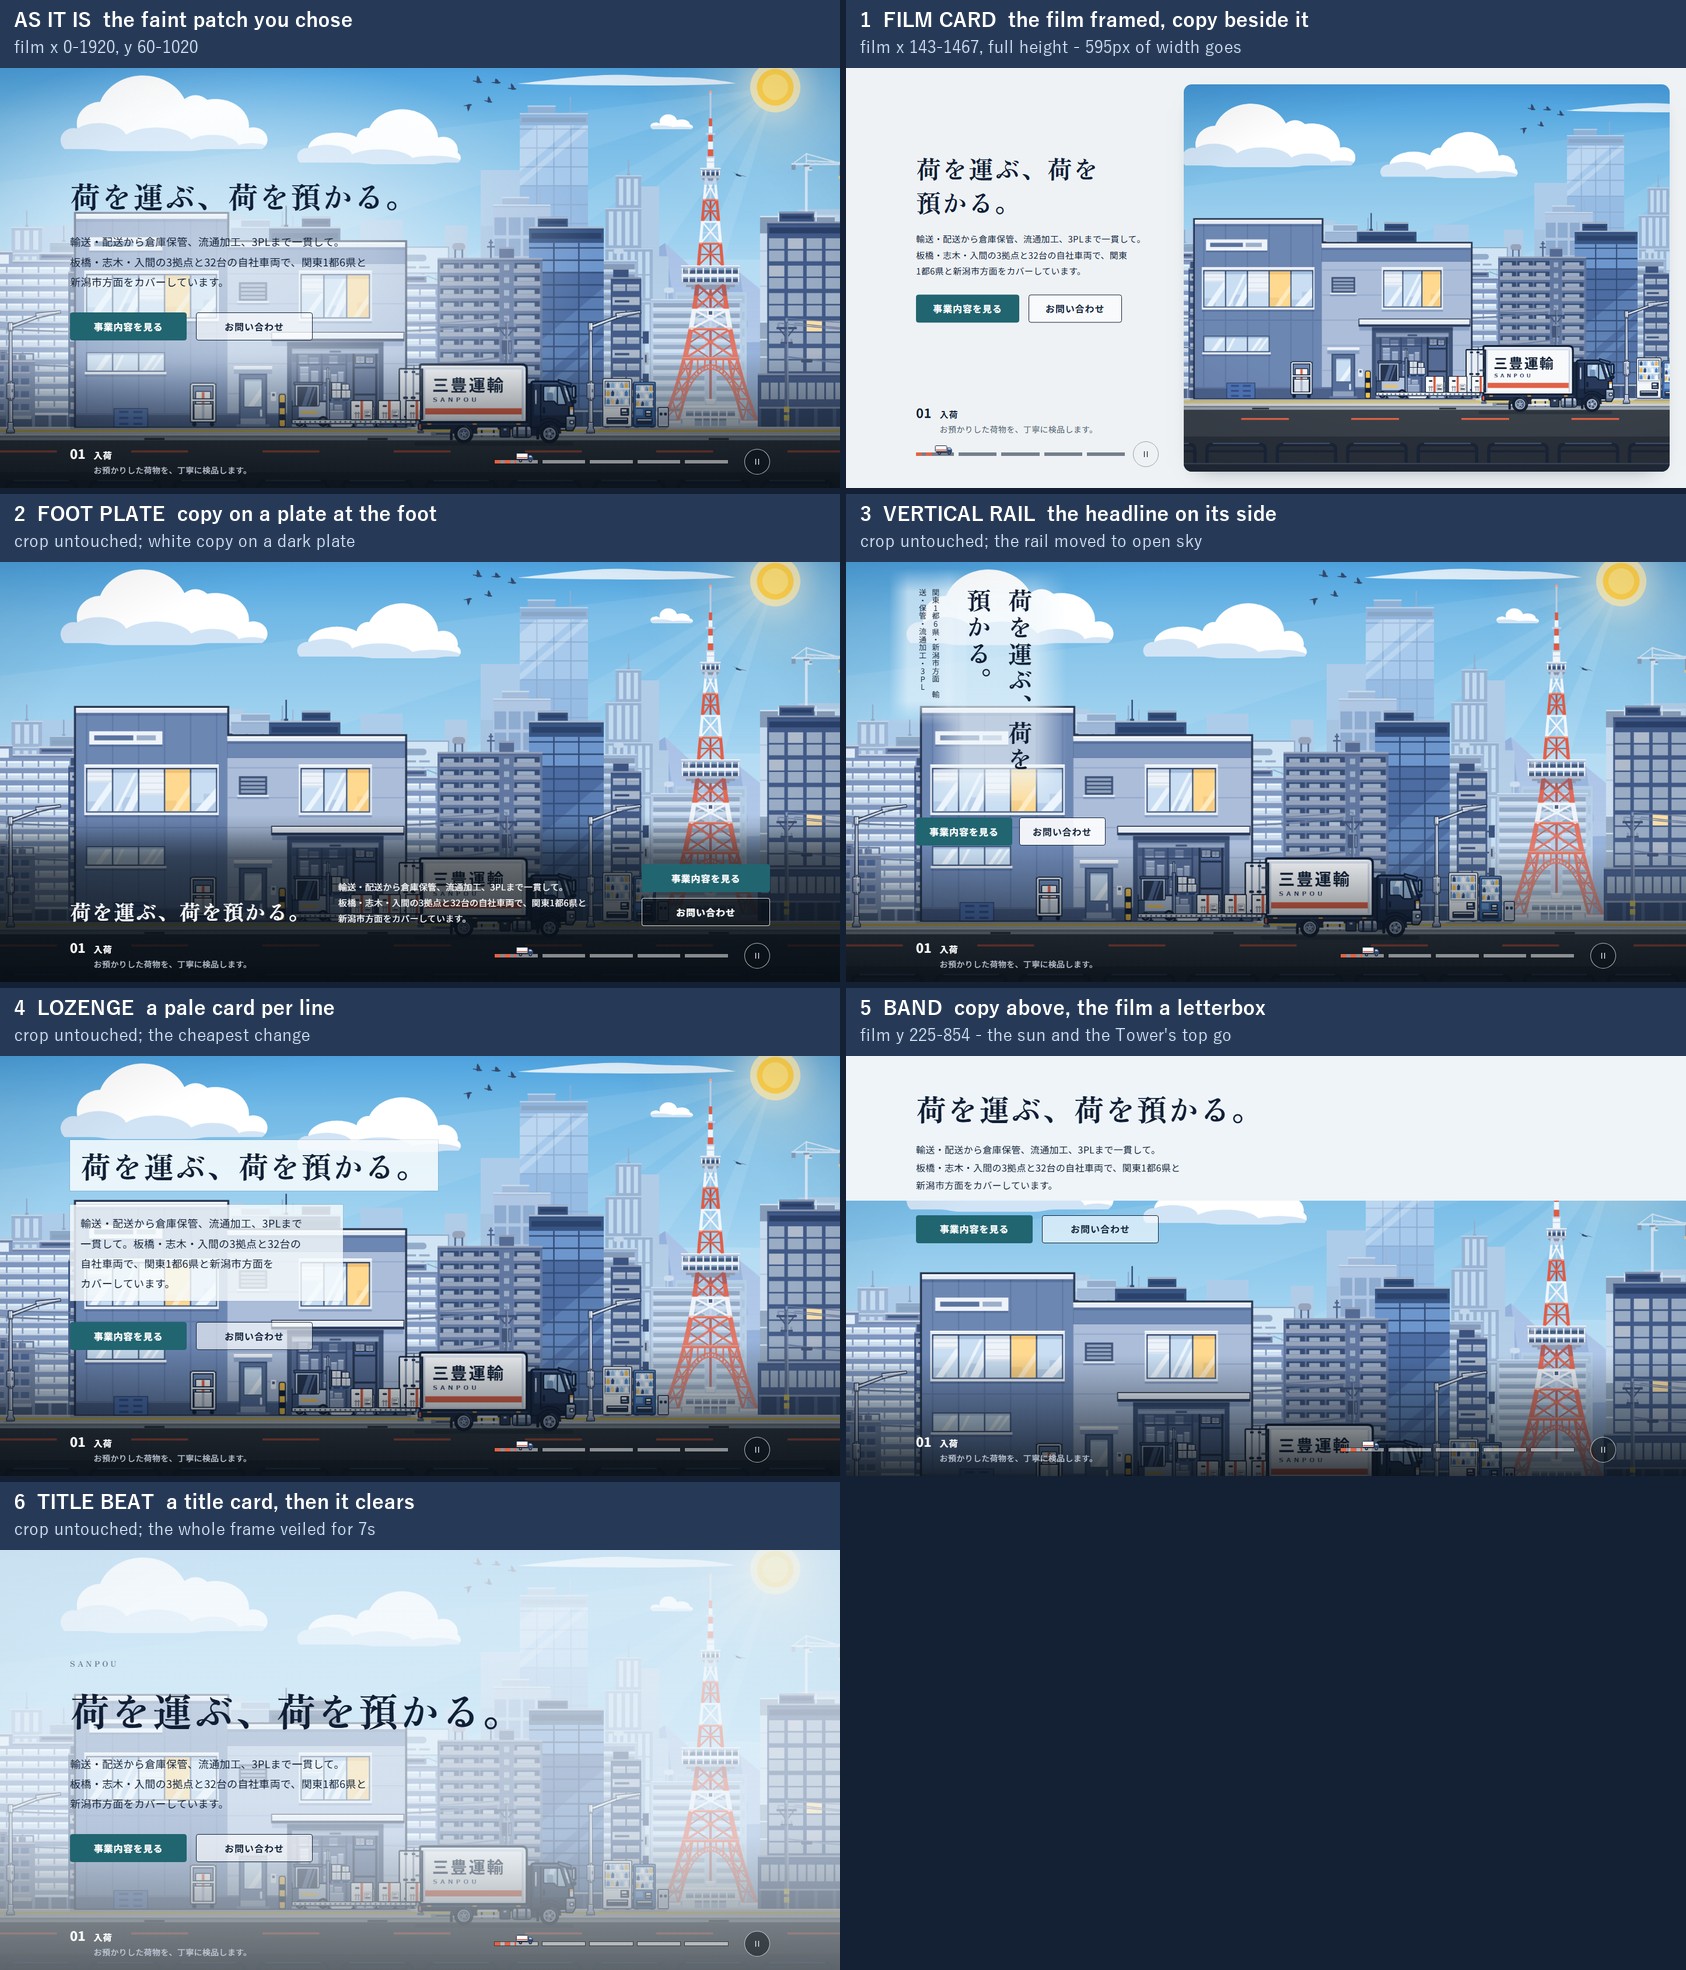 AS IT IS the faint patch you chose
film x 0-1920, y 60-1020
荷を運ぶ、荷を預かる。
輸送・配送から倉庫保管、流通加工、3PLまで一貫して。
板橋・志木・入間の3拠点と32台の自社車両で、関東1都6県と
新潟市方面をカバーしています。
事業内容を見る
お問い合わせ
三豊運輸
SANPOU
01 入荷
お預かりした荷物を、丁寧に検品します。
1 FILM CARD the film framed, copy beside it
film x 143-1467, full height - 595px of width goes
荷を運ぶ、荷を
預かる。
輸送・配送から倉庫保管、流通加工、3PLまで一貫して。
板橋・志木・入間の3拠点と32台の自社車両で、関東
1都6県と新潟市方面をカバーしています。
事業内容を見る
お問い合わせ
三豊運輸
SANPOU
01 入荷
お預かりした荷物を、丁寧に検品します。
2 FOOT PLATE copy on a plate at the foot
crop untouched; white copy on a dark plate
三豊運輸
輸送・配送から倉庫保管、流通加工、3PLまで一貫して。
板橋・志木・入間の3拠点と32台の自社車両で、関東1都6県と
新潟市方面をカバーしています。
荷を運ぶ、荷を預かる。
事業内容を見る
お問い合わせ
01 入荷
お預かりした荷物を、丁寧に検品します。
3 VERTICAL RAIL the headline on its side
crop untouched; the rail moved to open sky
荷を運ぶ、荷を
預かる。
関東1都6県・新潟市方面 輸
送・保管・流通加工・3PL
事業内容を見る
お問い合わせ
三豊運輸
SANPOU
01 入荷
お預かりした荷物を、丁寧に検品します。
4 LOZENGE a pale card per line
crop untouched; the cheapest change
荷を運ぶ、荷を預かる。
輸送・配送から倉庫保管、流通加工、3PLまで
一貫して。板橋・志木・入間の3拠点と32台の
自社車両で、関東1都6県と新潟市方面を
カバーしています。
事業内容を見る
お問い合わせ
三豊運輸
SANPOU
01 入荷
お預かりした荷物を、丁寧に検品します。
5 BAND copy above, the film a letterbox
film y 225-854 - the sun and the Tower's top go
荷を運ぶ、荷を預かる。
輸送・配送から倉庫保管、流通加工、3PLまで一貫して。
板橋・志木・入間の3拠点と32台の自社車両で、関東1都6県と
新潟市方面をカバーしています。
事業内容を見る
お問い合わせ
三豊運輸
SANPOU
01 入荷
お預かりした荷物を、丁寧に検品します。
6 TITLE BEAT a title card, then it clears
crop untouched; the whole frame veiled for 7s
SANPOU
荷を運ぶ、荷を預かる。
輸送・配送から倉庫保管、流通加工、3PLまで一貫して。
板橋・志木・入間の3拠点と32台の自社車両で、関東1都6県と
新潟市方面をカバーしています。
事業内容を見る
お問い合わせ
三豊運輸
SANPOU
01 入荷
お預かりした荷物を、丁寧に検品します。